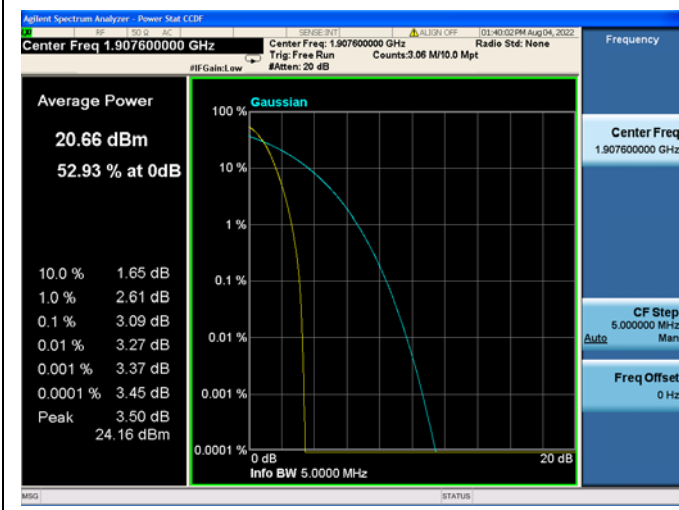 Agilent Spectrum Analyzer - Power Stat CCDF
RF 50 Ω AC SENSE:INT ALIGN OFF 01:40:02 PM Aug 04, 2022
Center Freq 1.907600000 GHz
Center Freq: 1.907600000 GHz Radio Std: None
Trig: Free Run Counts:3.06 M/10.0 Mpt
#IFGain:Low #Atten: 20 dB
Frequency
Average Power
20.66 dBm
52.93 % at 0dB
10.0 % 1.65 dB
1.0 % 2.61 dB
0.1 % 3.09 dB
0.01 % 3.27 dB
0.001 % 3.37 dB
0.0001 % 3.45 dB
Peak 3.50 dB
24.16 dBm
Gaussian
100 %
10 %
1 %
0.1 %
0.01 %
0.001 %
0.0001 %
0 dB 20 dB
Info BW 5.0000 MHz
Center Freq
1.907600000 GHz
CF Step
5.000000 MHz
Auto Man
Freq Offset
0 Hz
MSG STATUS